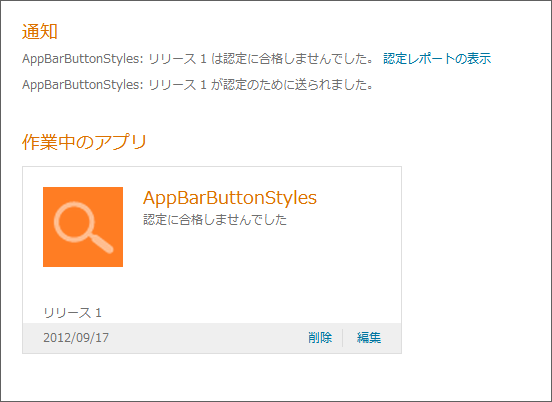 通知
AppBarButtonStyles: リリース 1 は認定に合格しませんでした。 認定レポートの表示
AppBarButtonStyles: リリース 1 が認定のために送られました。
作業中のアプリ
AppBarButtonStyles
認定に合格しませんでした
リリース 1
2012/09/17 削除 編集